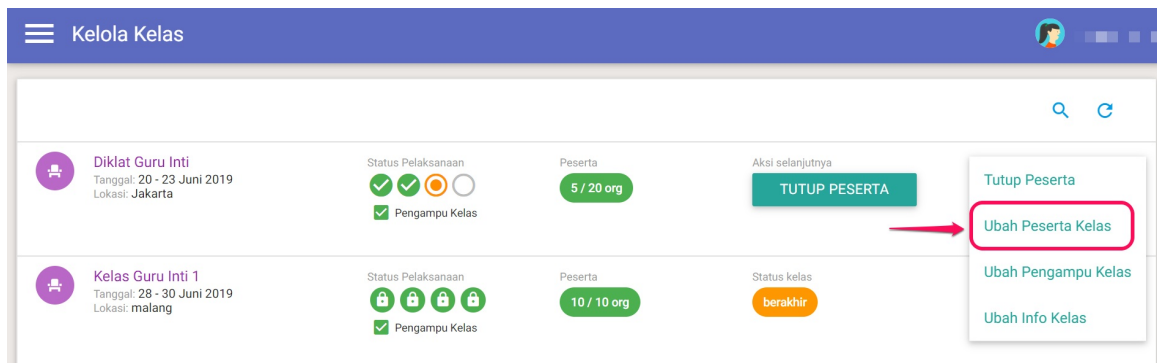 Kelola Kelas
Diklat Guru Inti
Tanggal: 20 - 23 Juni 2019
Lokasi: Jakarta
Status Pelaksanaan
Pengampu Kelas
Peserta
5 / 20 org
Aksi selanjutnya
TUTUP PESERTA
Tutup Peserta
Ubah Peserta Kelas
Ubah Pengampu Kelas
Ubah Info Kelas
Kelas Guru Inti 1
Tanggal: 28 - 30 Juni 2019
Lokasi: malang
Status Pelaksanaan
Pengampu Kelas
Peserta
10 / 10 org
Status kelas
berakhir